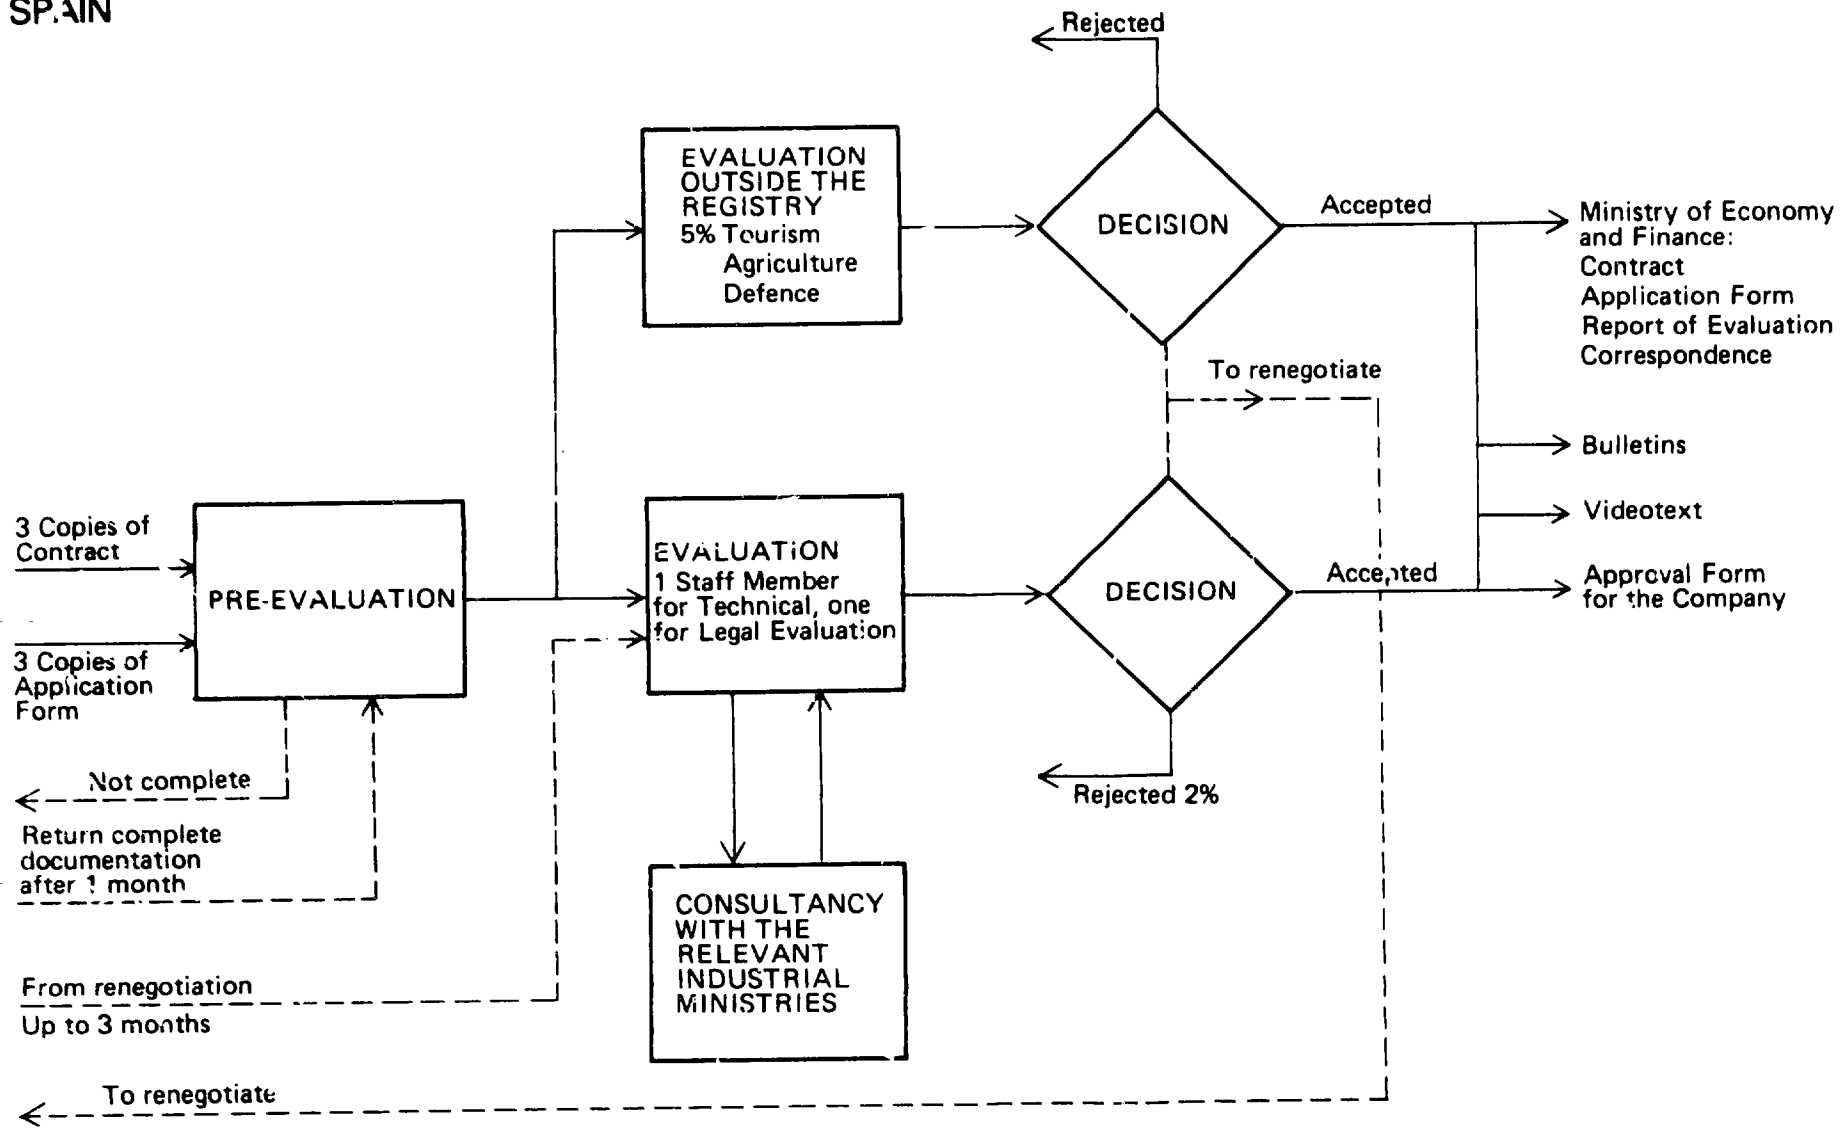 SPAIN
Rejected
EVALUATION
OUTSIDE THE
REGISTRY
5% Tourism
Agriculture
Defence
DECISION
Accepted
Ministry of Economy
and Finance:
Contract
Application Form
Report of Evaluation
Correspondence
To renegotiate
Bulletins
Videotext
3 Copies of
Contract
PRE-EVALUATION
EVALUATION
1 Staff Member
for Technical, one
for Legal Evaluation
DECISION
Accepted
Approval Form
for the Company
3 Copies of
Application
Form
Not complete
Rejected 2%
Return complete
documentation
after 1 month
CONSULTANCY
WITH THE
RELEVANT
INDUSTRIAL
MINISTRIES
From renegotiation
Up to 3 months
To renegotiate